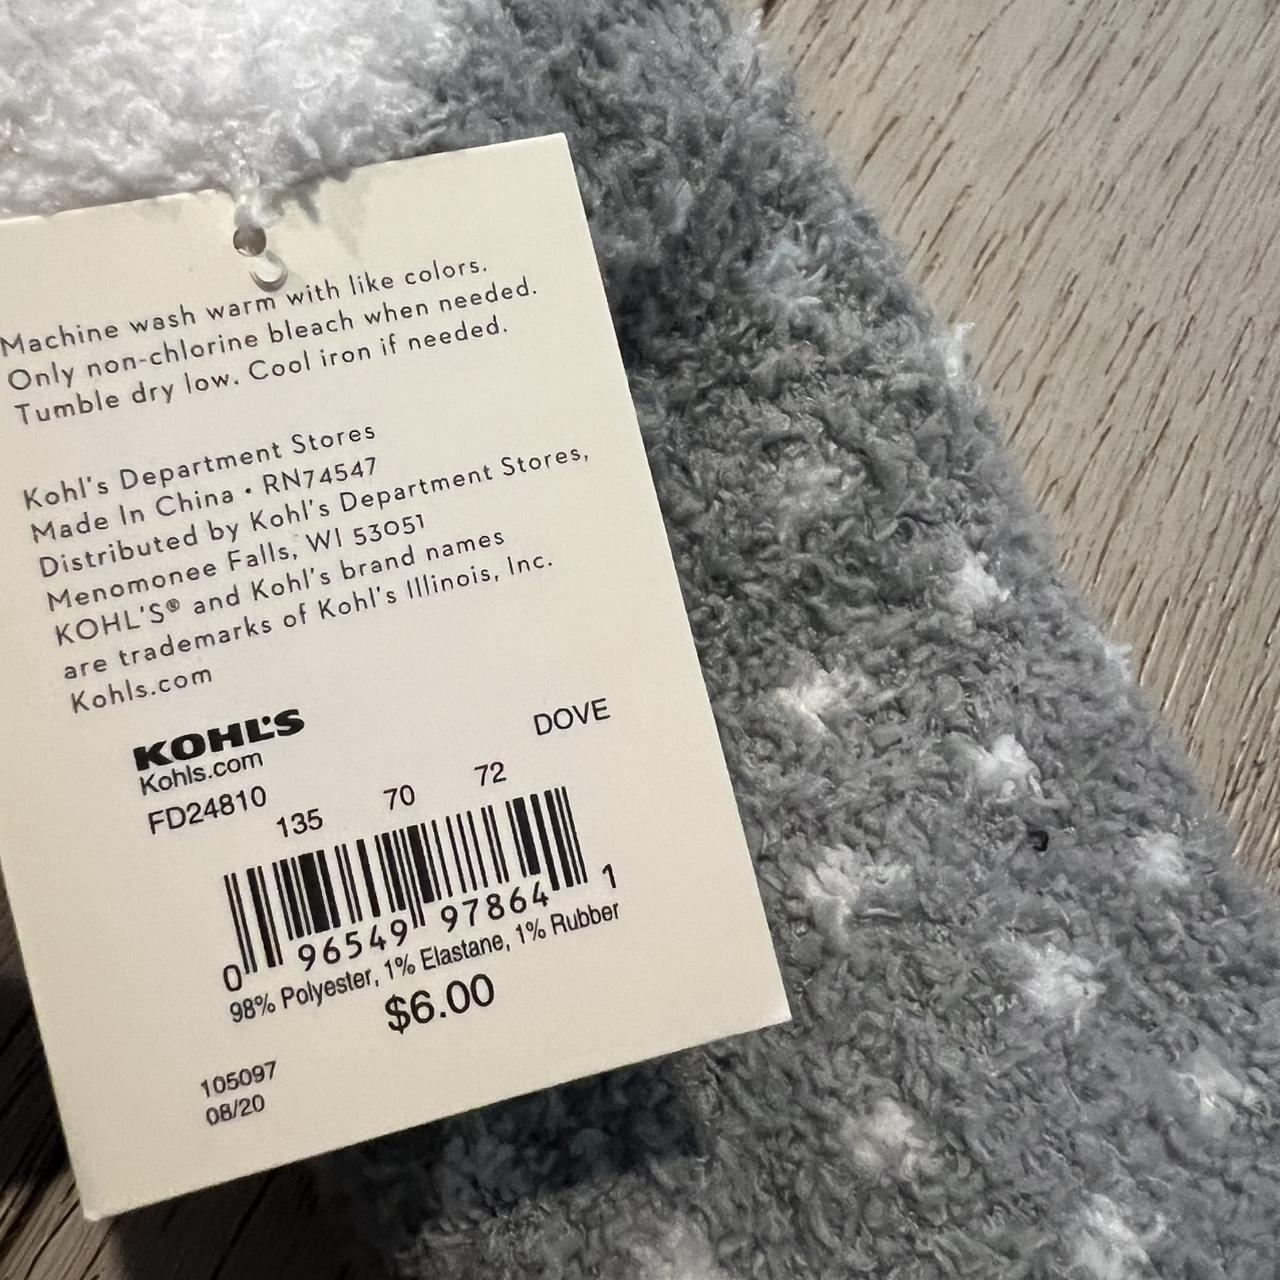 Machine wash warm with like colors.
Only non-chlorine bleach when needed.
Tumble dry low. Cool iron if needed.
Kohl's Department Stores
Made In China • RN74547
Distributed by Kohl's Department Stores,
Menomonee Falls, WI 53051
KOHL'S® and Kohl's brand names
are trademarks of Kohl's Illinois, Inc.
Kohls.com
KOHL'S
Kohls.com
DOVE
FD24810
135 70 72
0 96549 97864 1
98% Polyester, 1% Elastane, 1% Rubber
$6.00
105097
08/20